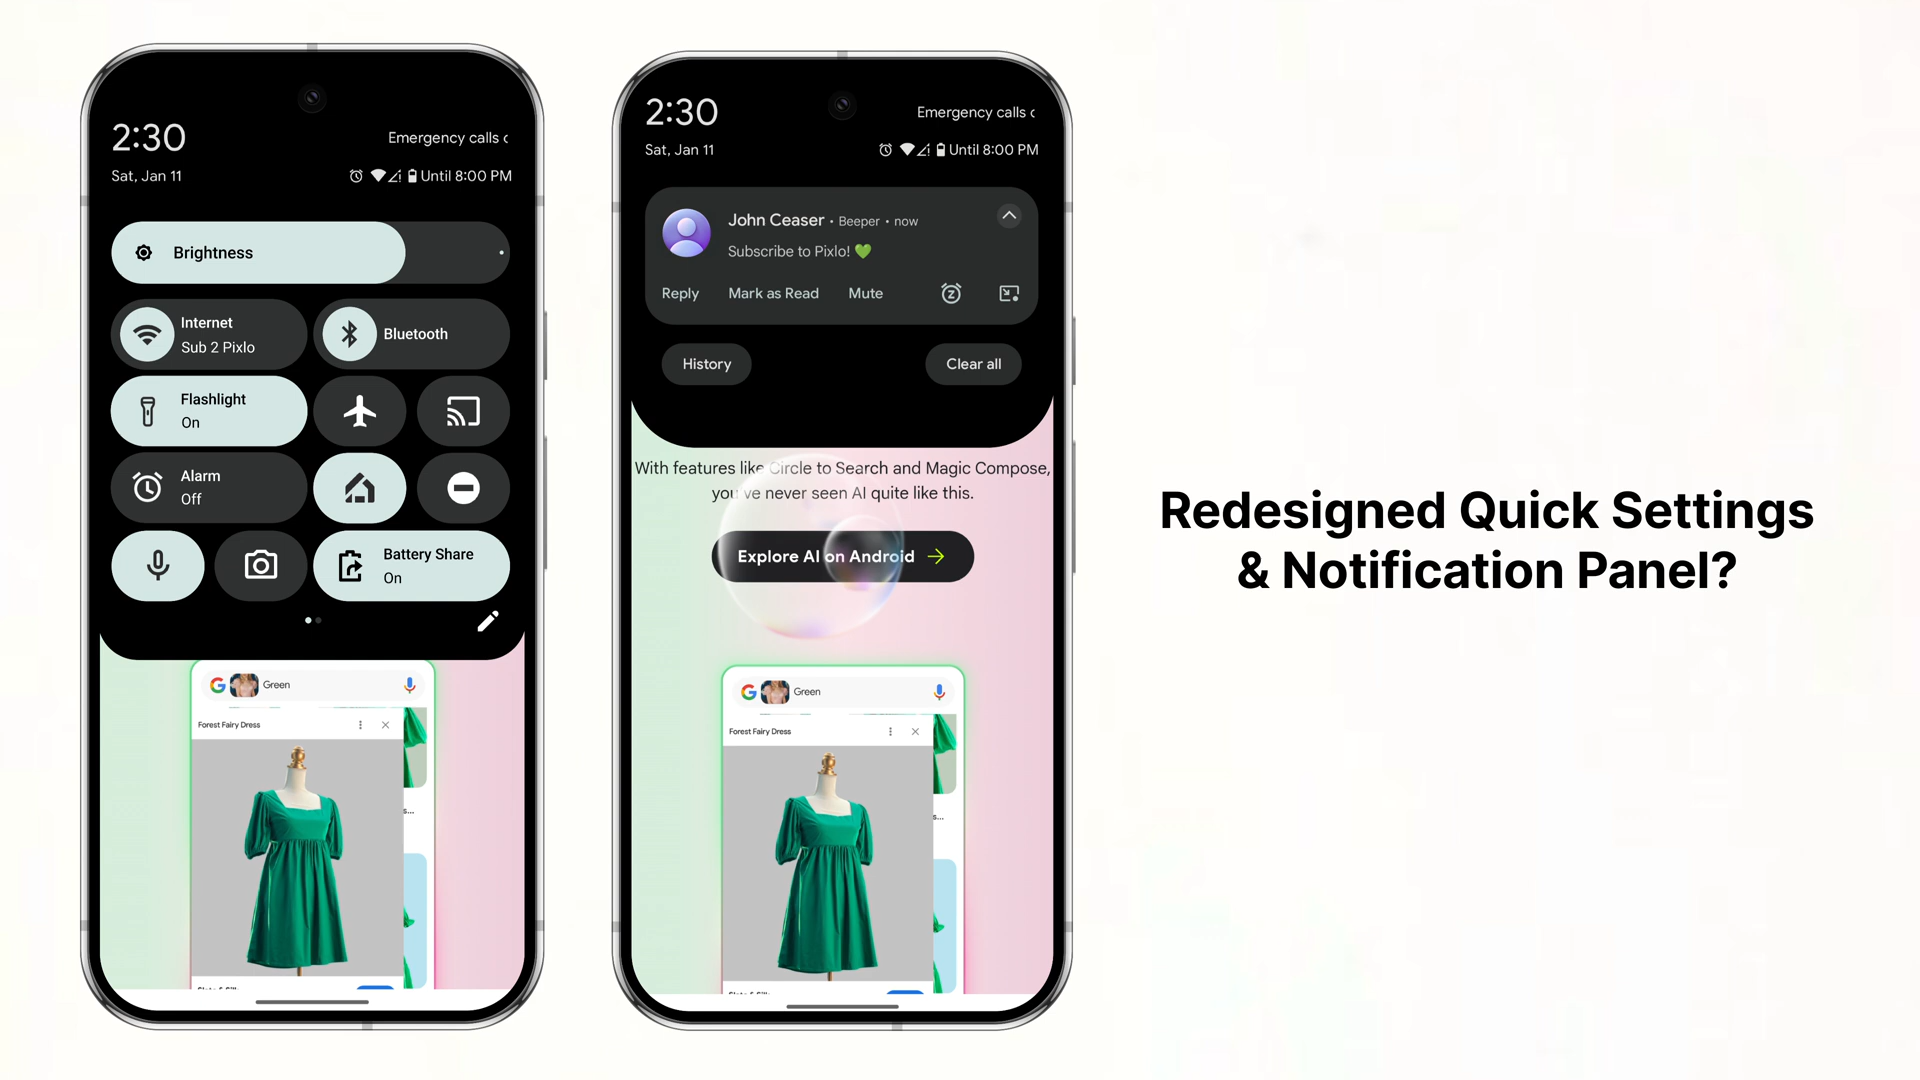 2:30
Emergency calls
Sat, Jan 11
Until 8:00 PM
Brightness
Internet
Sub 2 Pixlo
Bluetooth
Flashlight
On
Alarm
Off
Battery Share
On
G
Green
Forest Fairy Dress
s...
2:30
Emergency calls
Sat, Jan 11
Until 8:00 PM
John Ceaser • Beeper • now
Subscribe to Pixlo! 💚
Reply Mark as Read Mute
History
Clear all
With features like Circle to Search and Magic Compose,
you've never seen AI quite like this.
Explore AI on Android →
G
Green
Forest Fairy Dress
s...
Redesigned Quick Settings
& Notification Panel?